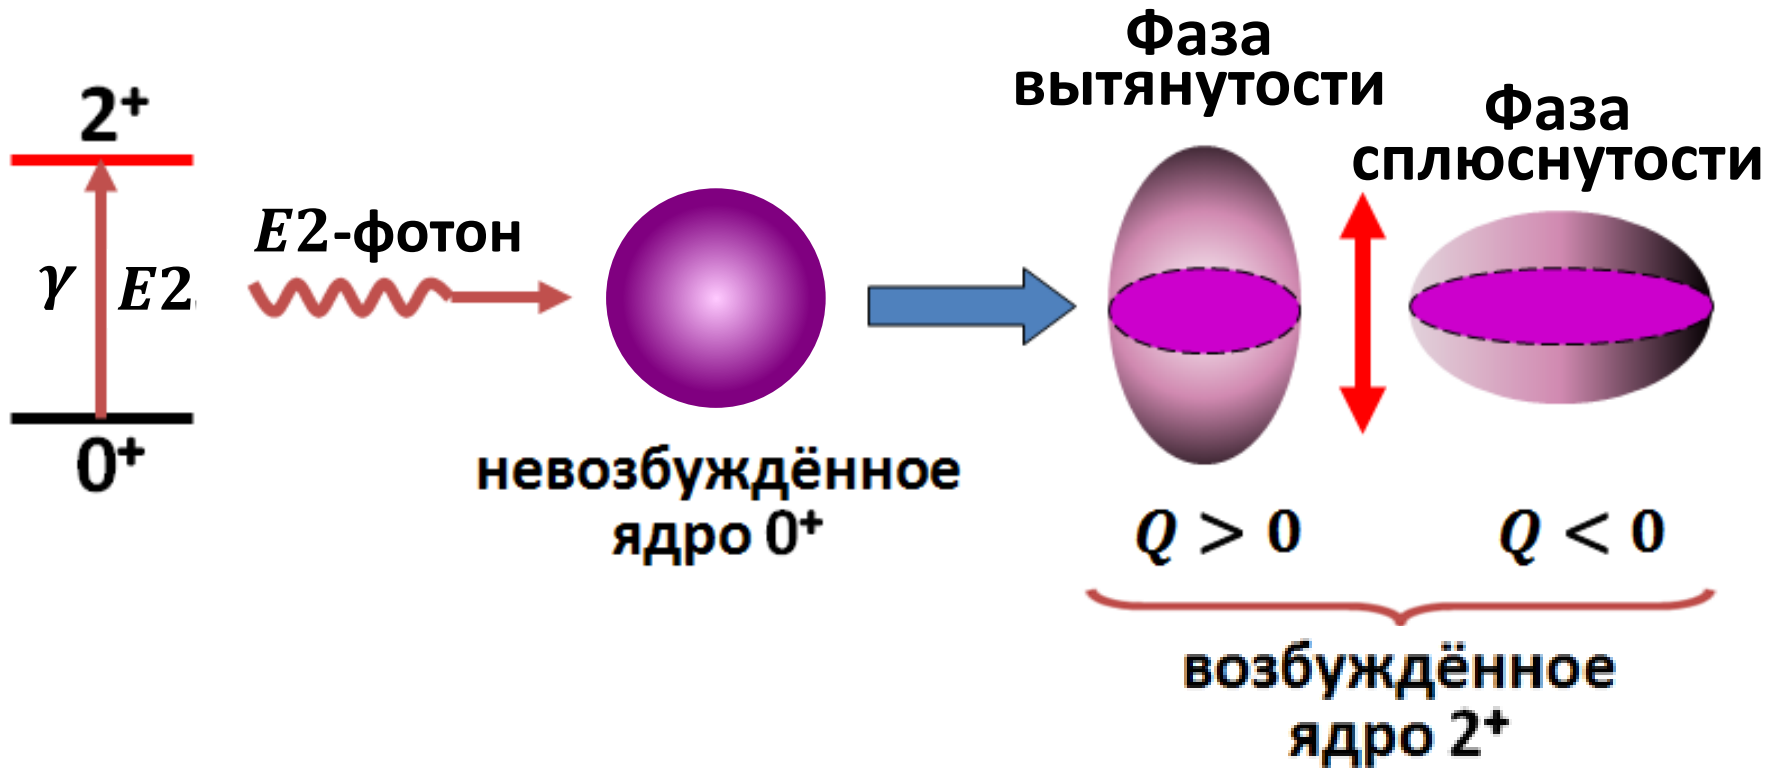 2⁺
γ E2
0⁺
E2-фотон
невозбуждённое
ядро 0⁺
Фаза
вытянутости
Фаза
сплюснутости
Q > 0
Q < 0
возбуждённое
ядро 2⁺